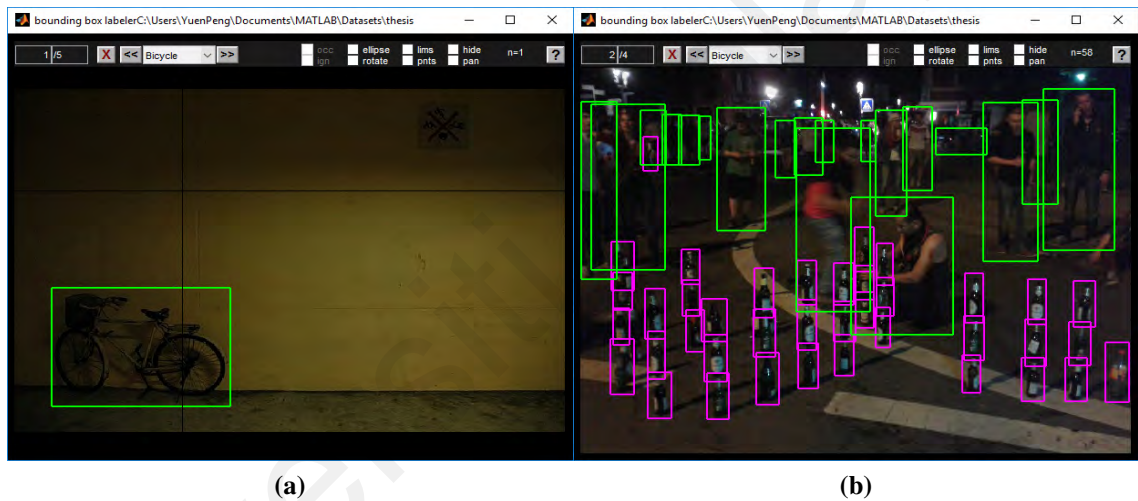 bounding box labelerC:\Users\YuenPeng\Documents\MATLAB\Datasets\thesis
1 /5 X << Bicycle >> occ ign ellipse rotate lims pnts hide pan n=1 ?
bounding box labelerC:\Users\YuenPeng\Documents\MATLAB\Datasets\thesis
2 /4 X << Bicycle >> occ ign ellipse rotate lims pnts hide pan n=58 ?
(a)
(b)